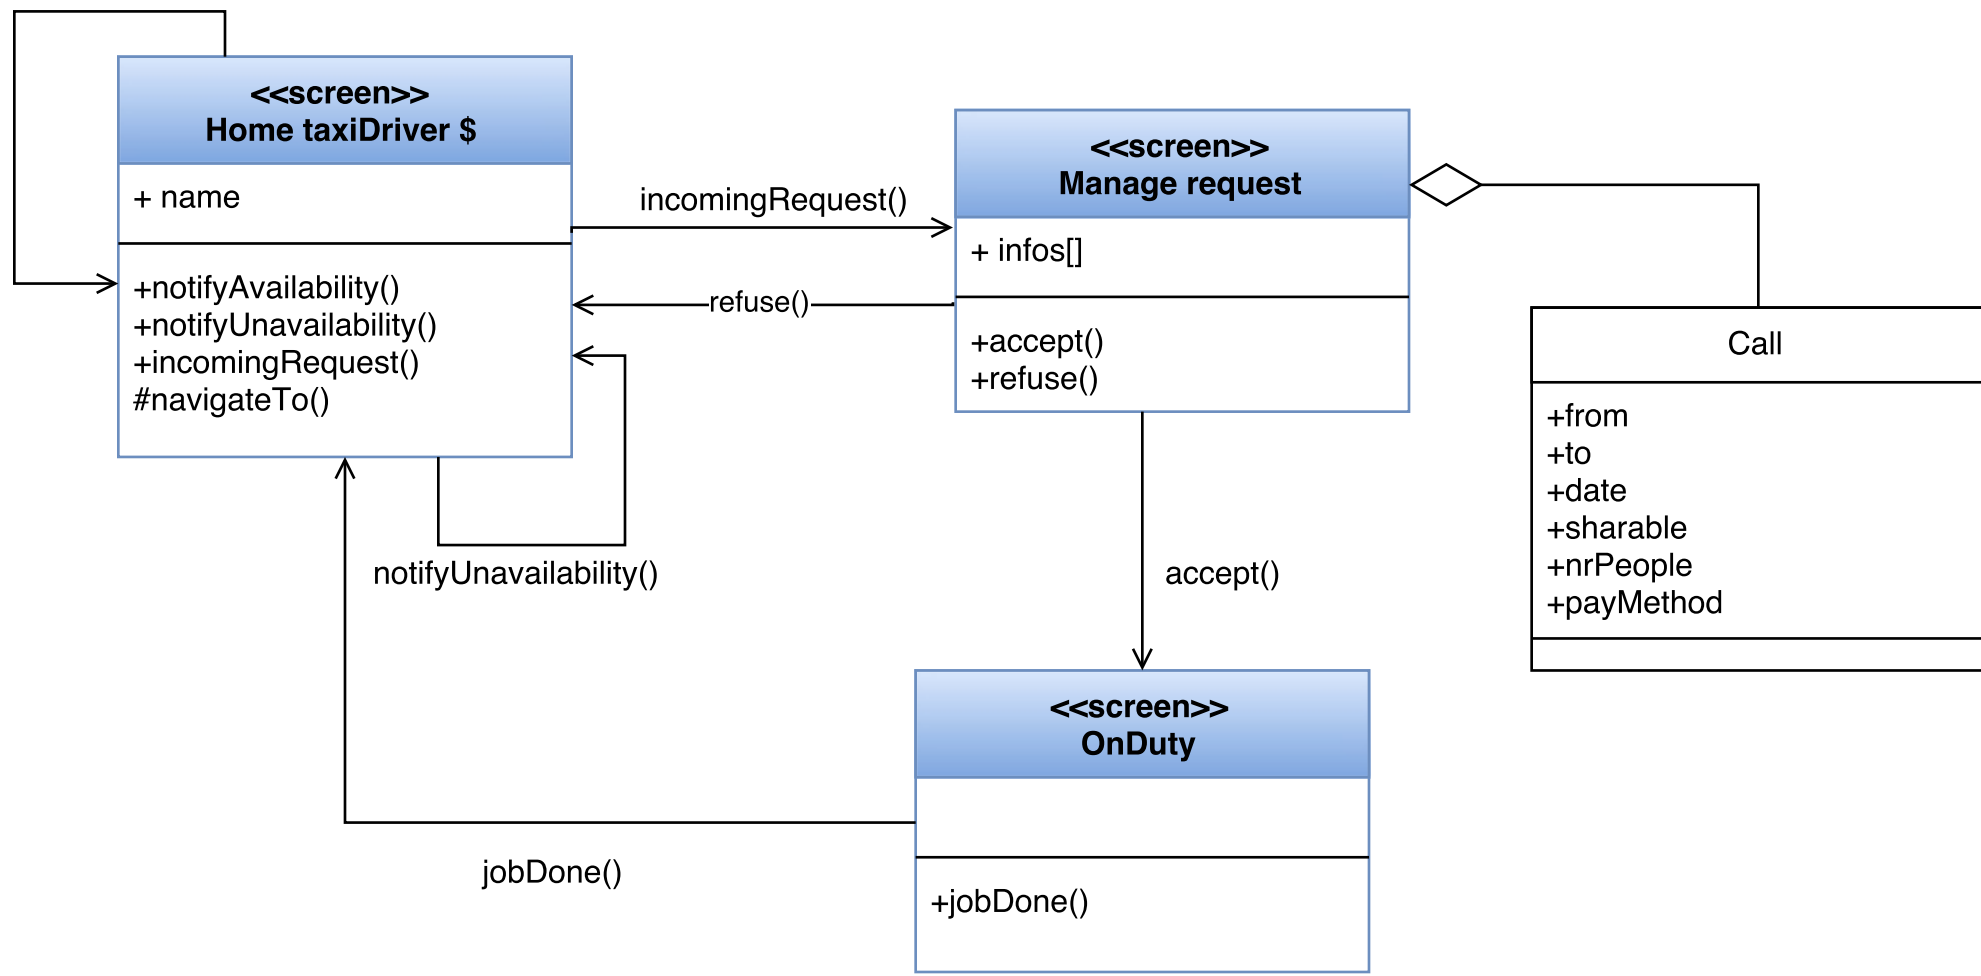 <<screen>>
Home taxiDriver $
+ name
+notifyAvailability()
+notifyUnavailability()
+incomingRequest()
#navigateTo()
incomingRequest()
refuse()
notifyUnavailability()
<<screen>>
Manage request
+ infos[]
+accept()
+refuse()
accept()
Call
+from
+to
+date
+sharable
+nrPeople
+payMethod
<<screen>>
OnDuty
+jobDone()
jobDone()